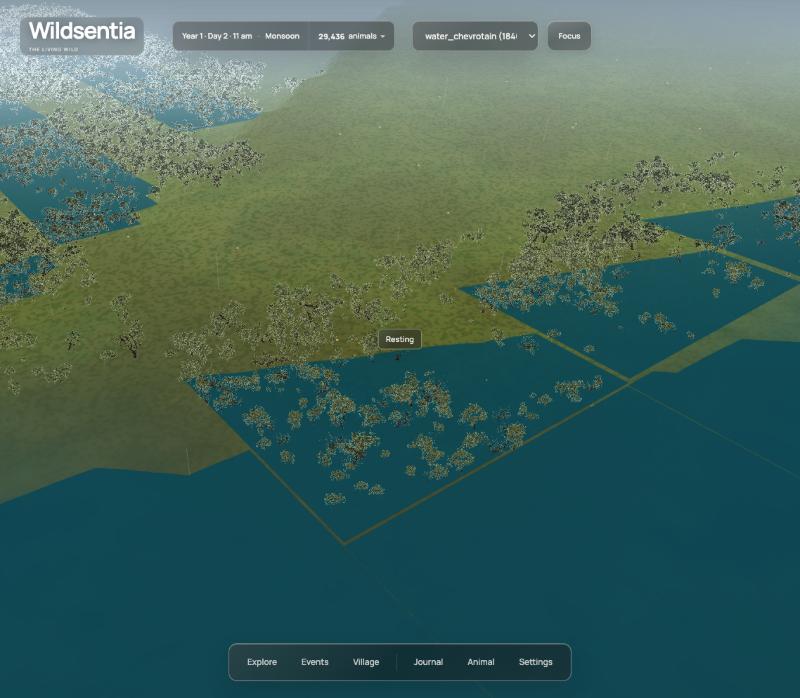 Wildsentia
THE LIVING WILD
Year 1 · Day 2 · 11 am · Monsoon
29,436 animals
water_chevrotain (184
Focus
Resting
Explore
Events
Village
Journal
Animal
Settings